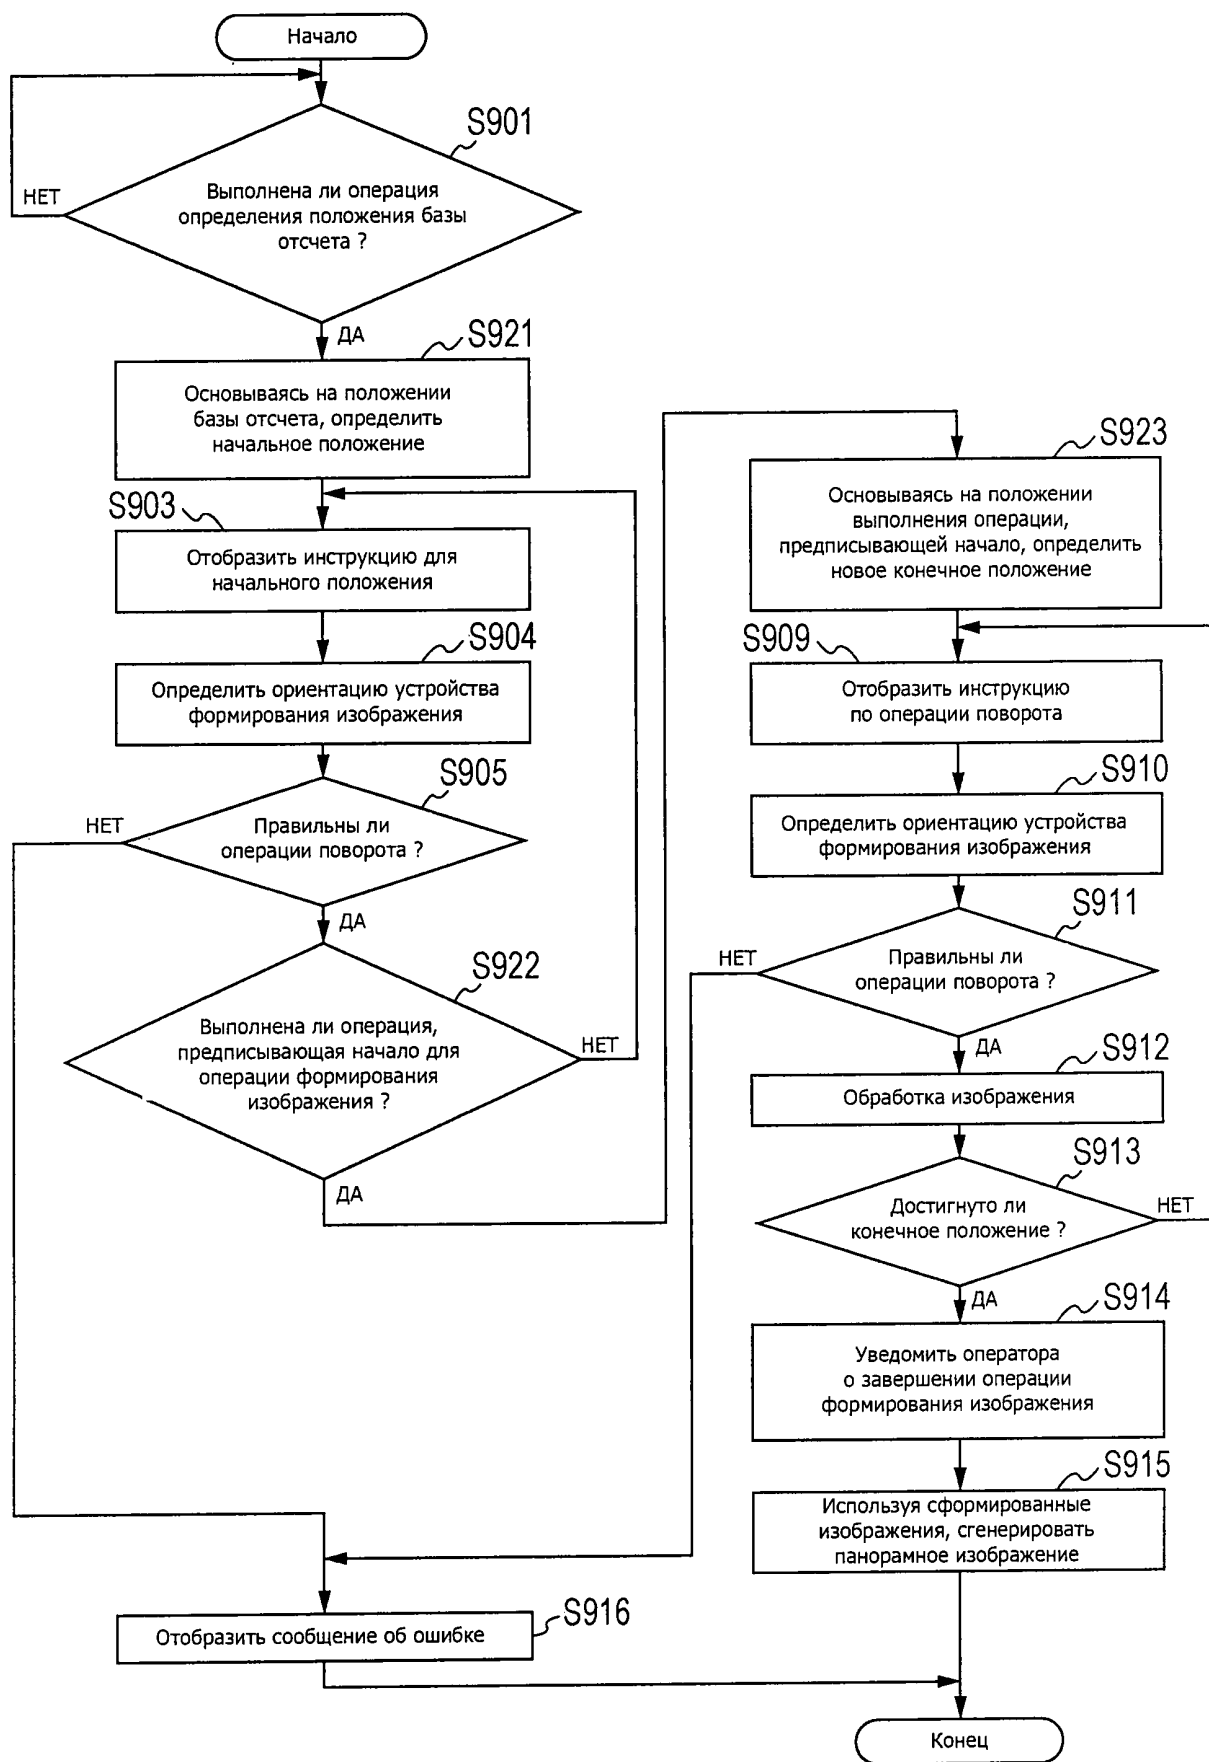 Начало
S901
НЕТ
Выполнена ли операция
определения положения базы
отсчета ?
ДА
S921
Основываясь на положении
базы отсчета, определить
начальное положение
S903
Отобразить инструкцию для
начального положения
S904
Определить ориентацию устройства
формирования изображения
S905
НЕТ
Правильны ли
операции поворота ?
ДА
S922
Выполнена ли операция,
предписывающая начало для
операции формирования
изображения ?
НЕТ
ДА
S923
Основываясь на положении
выполнения операции,
предписывающей начало, определить
новое конечное положение
S909
Отобразить инструкцию
по операции поворота
S910
Определить ориентацию устройства
формирования изображения
S911
НЕТ
Правильны ли
операции поворота ?
ДА
S912
Обработка изображения
S913
Достигнуто ли
конечное положение ?
НЕТ
ДА
S914
Уведомить оператора
о завершении операции
формирования изображения
S915
Используя сформированные
изображения, сгенерировать
панорамное изображение
S916
Отобразить сообщение об ошибке
Конец